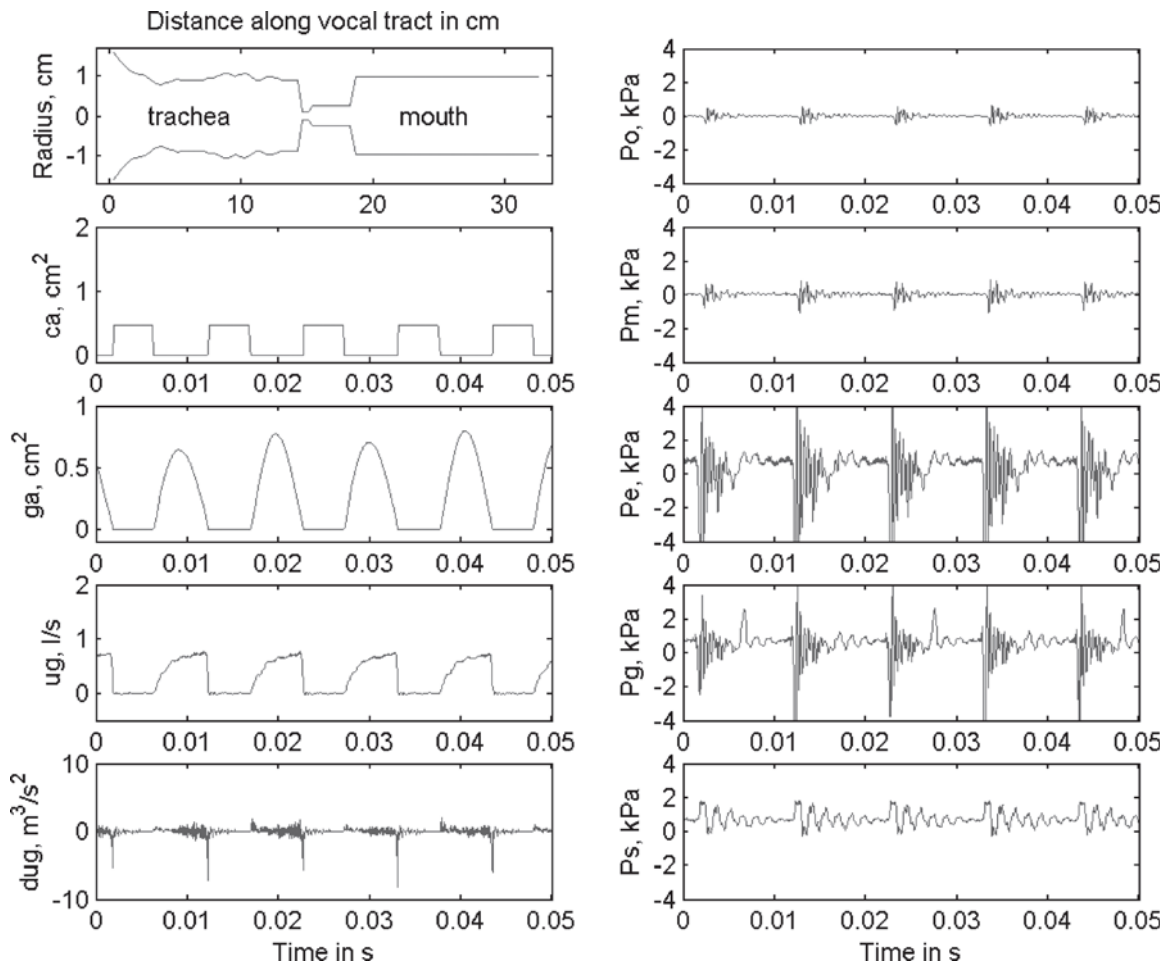 Distance along vocal tract in cm
Radius, cm
1
0
-1
trachea
mouth
0 10 20 30
ca, cm²
2
1
0
0 0.01 0.02 0.03 0.04 0.05
ga, cm²
1
0.5
0
0 0.01 0.02 0.03 0.04 0.05
ug, l/s
2
1
0
0 0.01 0.02 0.03 0.04 0.05
dug, m³/s²
10
0
-10
0 0.01 0.02 0.03 0.04 0.05
Time in s
Po, kPa
4
2
0
-2
-4
0 0.01 0.02 0.03 0.04 0.05
Pm, kPa
4
2
0
-2
-4
0 0.01 0.02 0.03 0.04 0.05
Pe, kPa
4
2
0
-2
-4
0 0.01 0.02 0.03 0.04 0.05
Pg, kPa
4
2
0
-2
-4
0 0.01 0.02 0.03 0.04 0.05
Ps, kPa
4
2
0
-2
-4
0 0.01 0.02 0.03 0.04 0.05
Time in s